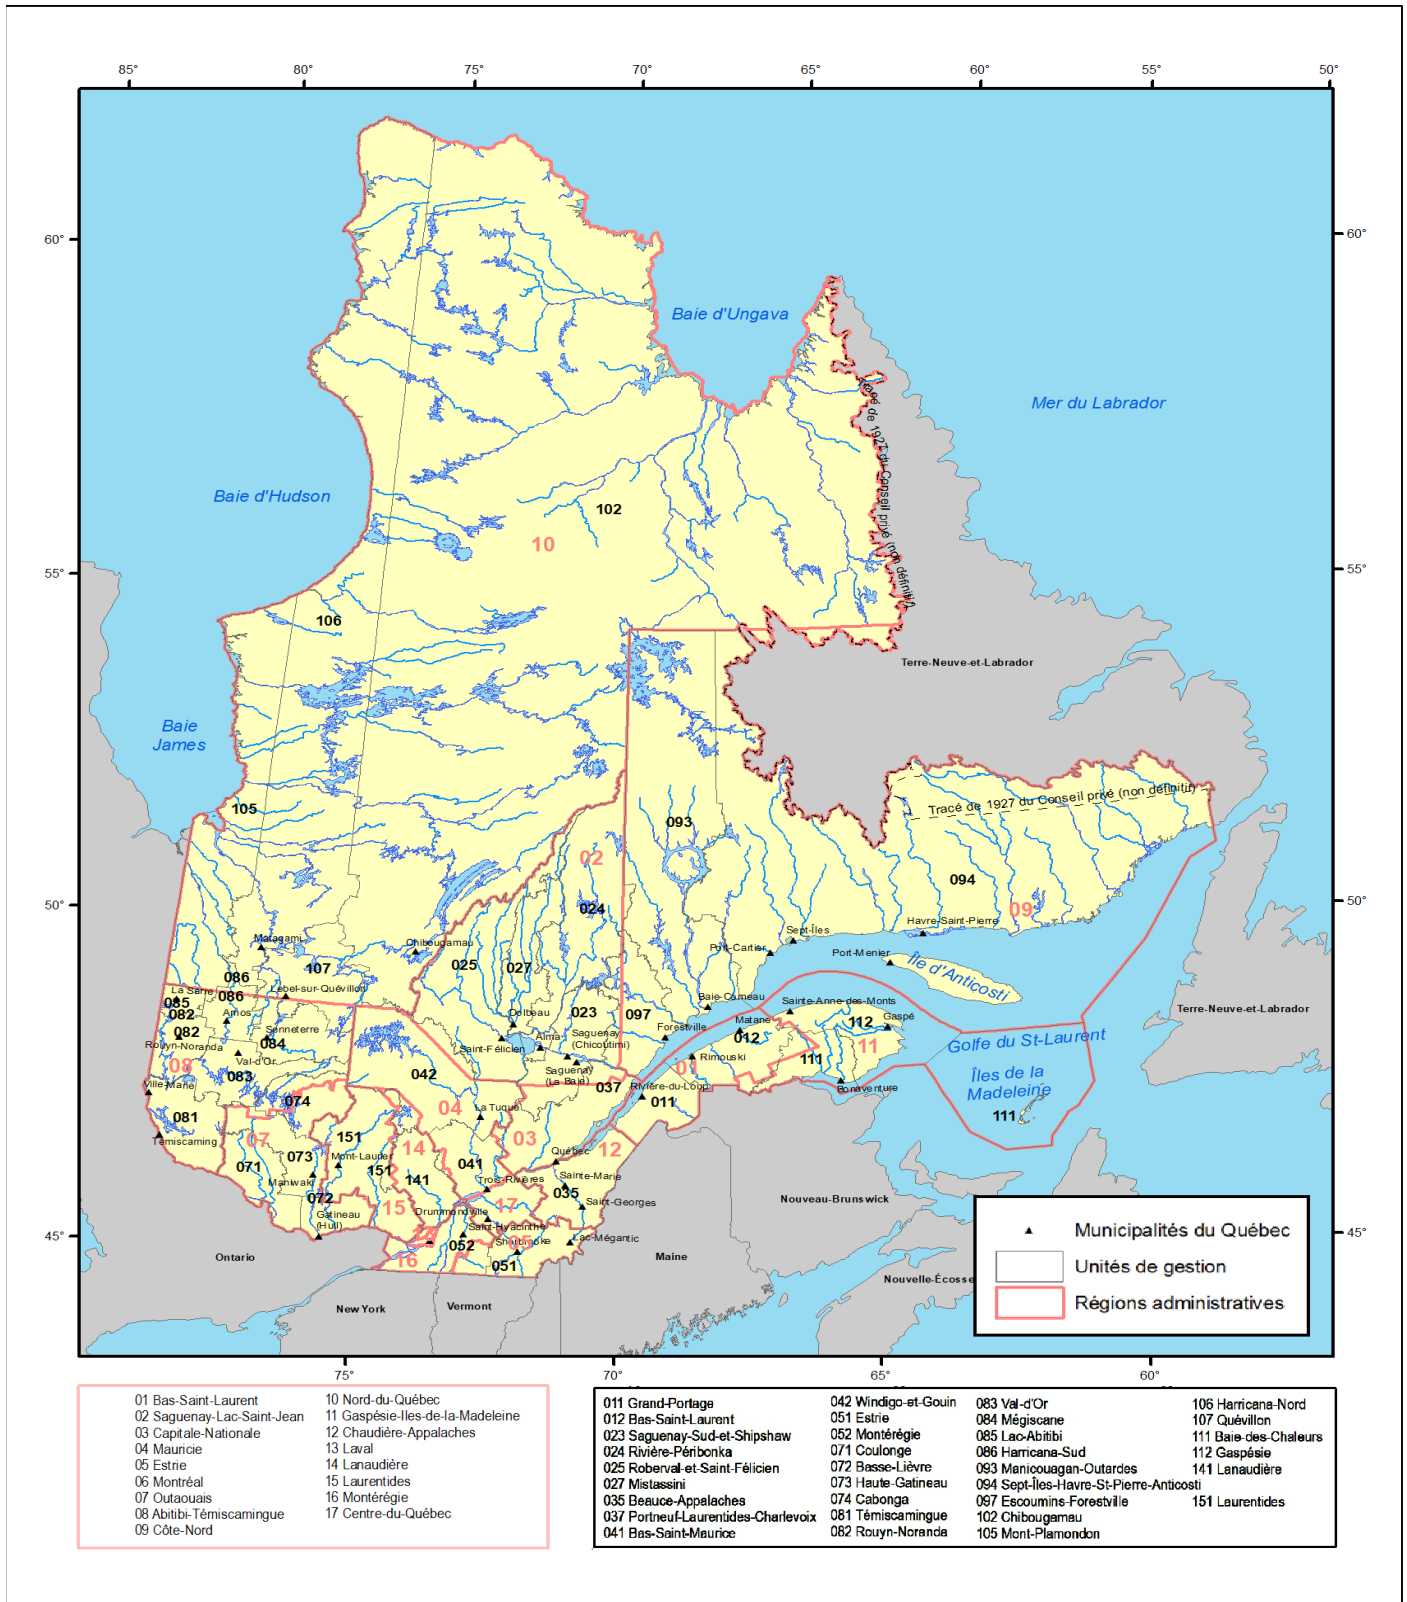 85° 80° 75° 70° 65° 60° 55° 50°
60° 60°
Baie d'Ungava
Mer du Labrador
Tracé de 1927 du Conseil privé (non définitif)
Baie d'Hudson
102
10
55° 55°
106
Terre-Neuve-et-Labrador
Baie
James
105
Tracé de 1927 du Conseil privé (non définitif)
093
02
094
09
50° 50°
024
Havre-Saint-Pierre
Sept-Îles
Matagami
Chibougamau
Port-Cartier
Port-Menier
025
027
107
086
Île d'Anticosti
La Sarre
Lebel-sur-Quévillon
086
085
Baie-Comeau
Sainte-Anne-des-Monts
Terre-Neuve-et-Labrador
082
Amos
Dolbeau
023
097
Matane
112
Gaspé
082
Senneterre
084
Saguenay
(Chicoutimi)
Alma
Forestville
012
Golfe du St-Laurent
Rouyn-Noranda
Saint-Félicien
Rimouski
11
08
Val-d'Or
083
042
Saguenay
(La Baie)
037
01
111
Îles de la
Madeleine
Ville-Marie
Rivière-du-Loup
Bonaventure
074
011
081
04
La Tuque
111
Témiscaming
07
151
14
03
12
Québec
071
073
Mont-Laurier
151
041
Sainte-Marie
Maniwaki
141
Trois-Rivières
035
072
15
17
Saint-Georges
Nouveau-Brunswick
Gatineau
(Hull)
Drummondville
Saint-Hyacinthe
45° 45°
052
Sherbrooke
05
Lac-Mégantic
Ontario
16
051
Maine
Nouvelle-Écosse
New York
Vermont
Municipalités du Québec
Unités de gestion
Régions administratives
75° 70° 65° 60°
01 Bas-Saint-Laurent
02 Saguenay-Lac-Saint-Jean
03 Capitale-Nationale
04 Mauricie
05 Estrie
06 Montréal
07 Outaouais
08 Abitibi-Témiscamingue
09 Côte-Nord
10 Nord-du-Québec
11 Gaspésie-Iles-de-la-Madeleine
12 Chaudière-Appalaches
13 Laval
14 Lanaudière
15 Laurentides
16 Montérégie
17 Centre-du-Québec
011 Grand-Portage
012 Bas-Saint-Laurent
023 Saguenay-Sud-et-Shipshaw
024 Rivière-Péribonka
025 Roberval-et-Saint-Félicien
027 Mistassini
035 Beauce-Appalaches
037 Portneuf-Laurentides-Charlevoix
041 Bas-Saint-Maurice
042 Windigo-et-Gouin
051 Estrie
052 Montérégie
071 Coulonge
072 Basse-Lièvre
073 Haute-Gatineau
074 Cabonga
081 Témiscamingue
082 Rouyn-Noranda
083 Val-d'Or
084 Mégiscane
085 Lac-Abitibi
086 Harricana-Sud
093 Manicouagan-Outardes
094 Sept-Îles-Havre-St-Pierre-Anticosti
097 Escoumins-Forestville
102 Chibougamau
105 Mont-Plamondon
106 Harricana-Nord
107 Quévillon
111 Baie-des-Chaleurs
112 Gaspésie
141 Lanaudière
151 Laurentides